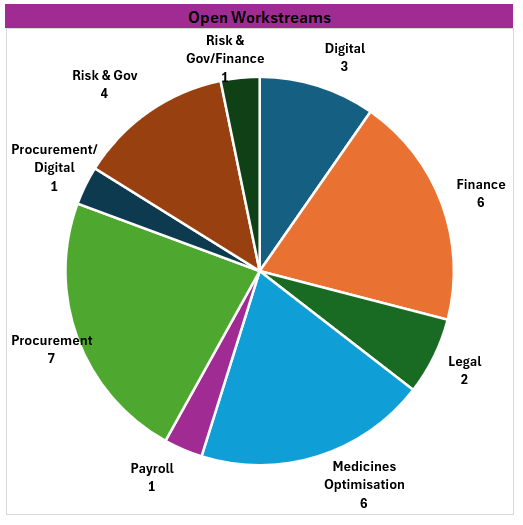 Open Workstreams
Digital
3
Finance
6
Legal
2
Medicines
Optimisation
6
Payroll
1
Procurement
7
Procurement/
Digital
1
Risk & Gov
4
Risk &
Gov/Finance
1